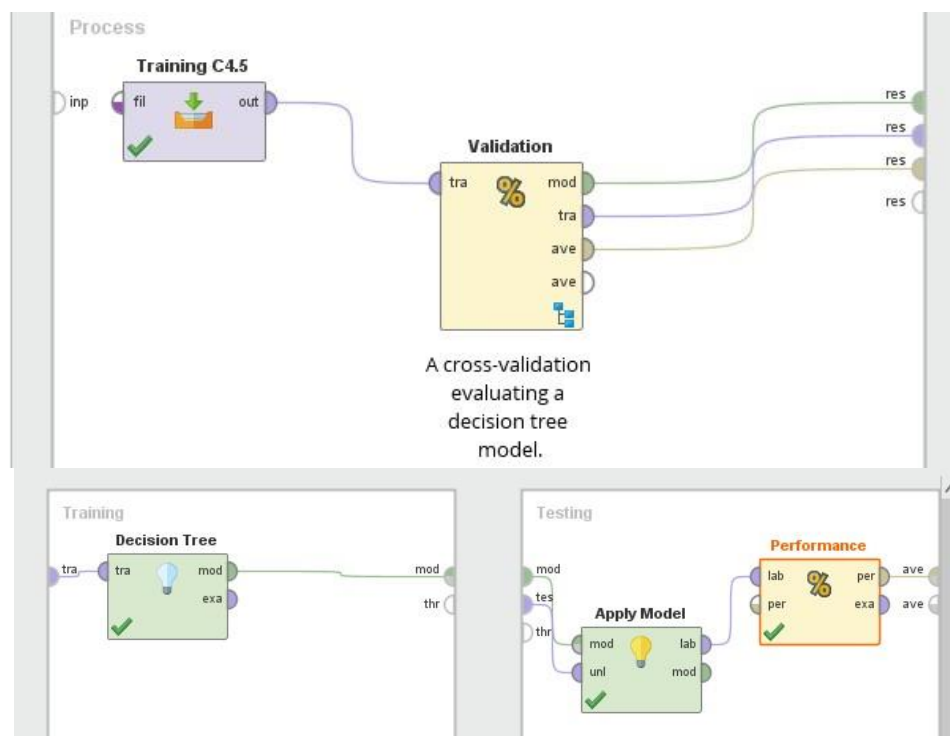 Process
Training C4.5
inp
fil
out
Validation
tra
mod
tra
ave
ave
res
res
res
res
A cross-validation
evaluating a
decision tree
model.
Training
tra
Decision Tree
tra
mod
exa
mod
thr
Testing
mod
tes
thr
Apply Model
mod
lab
unl
mod
Performance
lab
per
per
exa
ave
ave